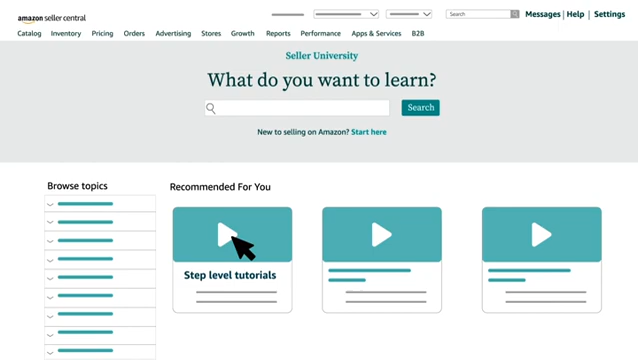 amazon seller central
Search
Messages | Help | Settings
Catalog Inventory Pricing Orders Advertising Stores Growth Reports Performance Apps & Services B2B
Seller University
What do you want to learn?
Search
New to selling on Amazon? Start here
Browse topics
Recommended For You
Step level tutorials